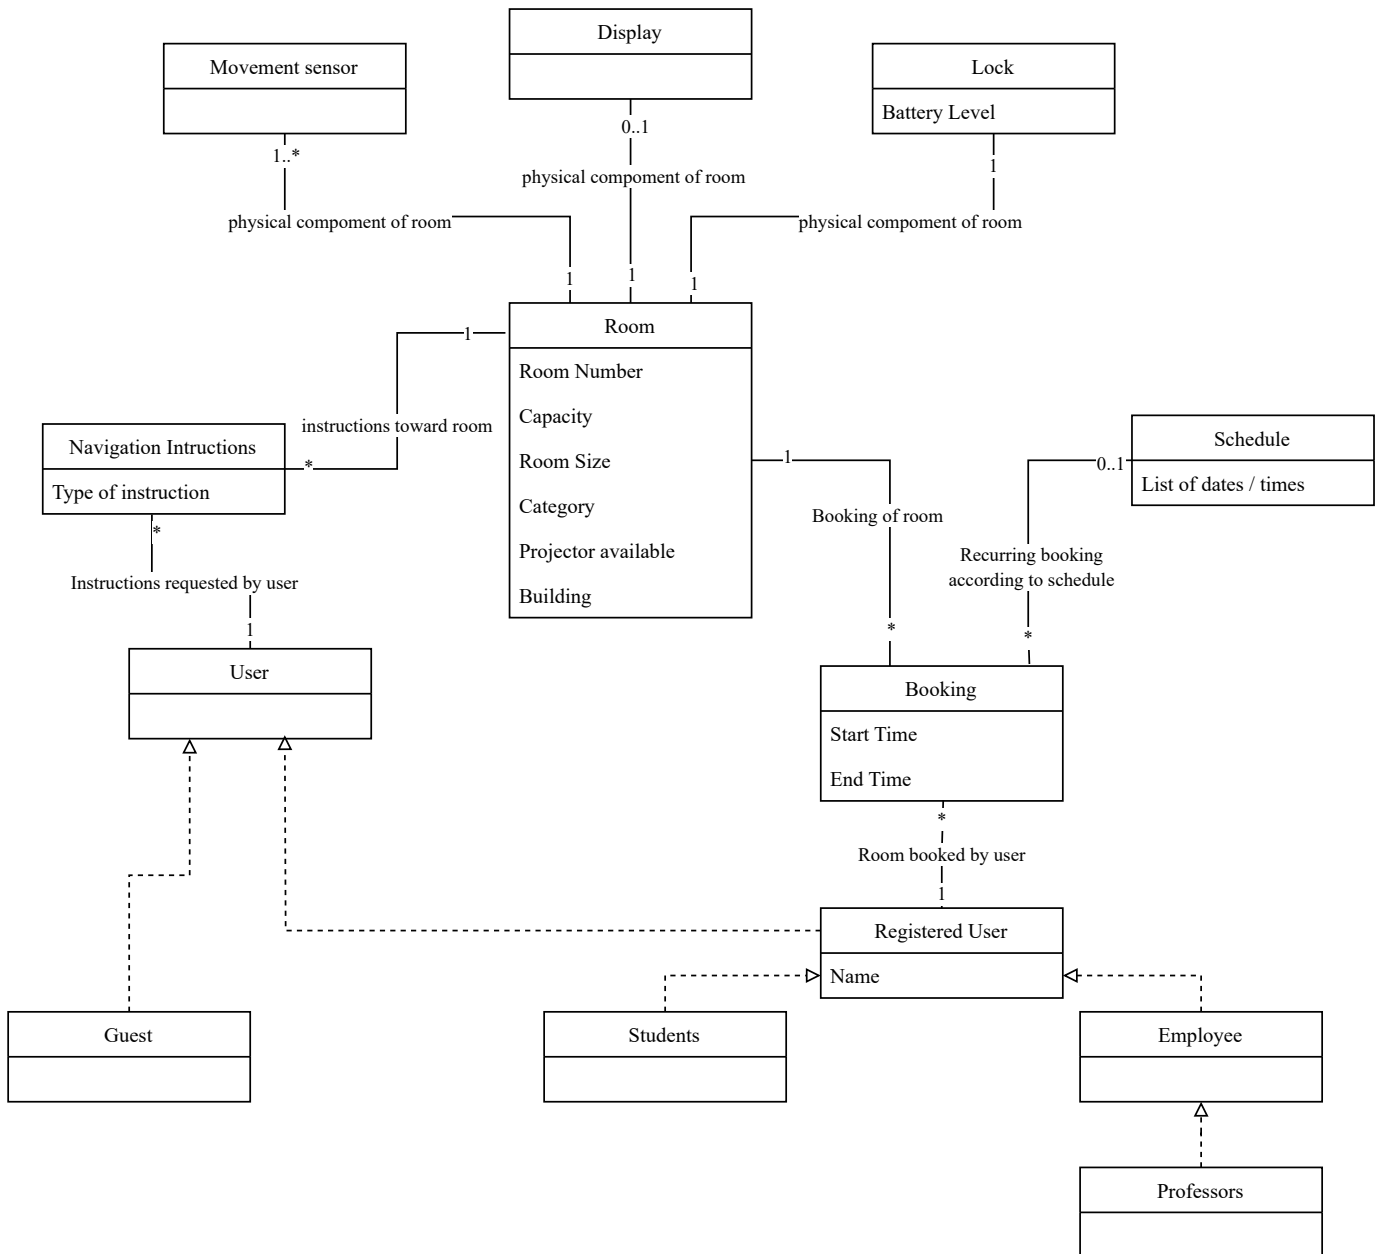 Display
Movement sensor
Lock
Battery Level
1..*
0..1
1
physical compoment of room
physical compoment of room
physical compoment of room
1
1
1
Room
Room Number
Capacity
Room Size
Category
Projector available
Building
1
instructions toward room
*
Navigation Intructions
Type of instruction
*
Instructions requested by user
1
User
1
Booking of room
*
Schedule
List of dates / times
0..1
Recurring booking
according to schedule
*
Booking
Start Time
End Time
*
Room booked by user
1
Registered User
Name
Guest
Students
Employee
Professors